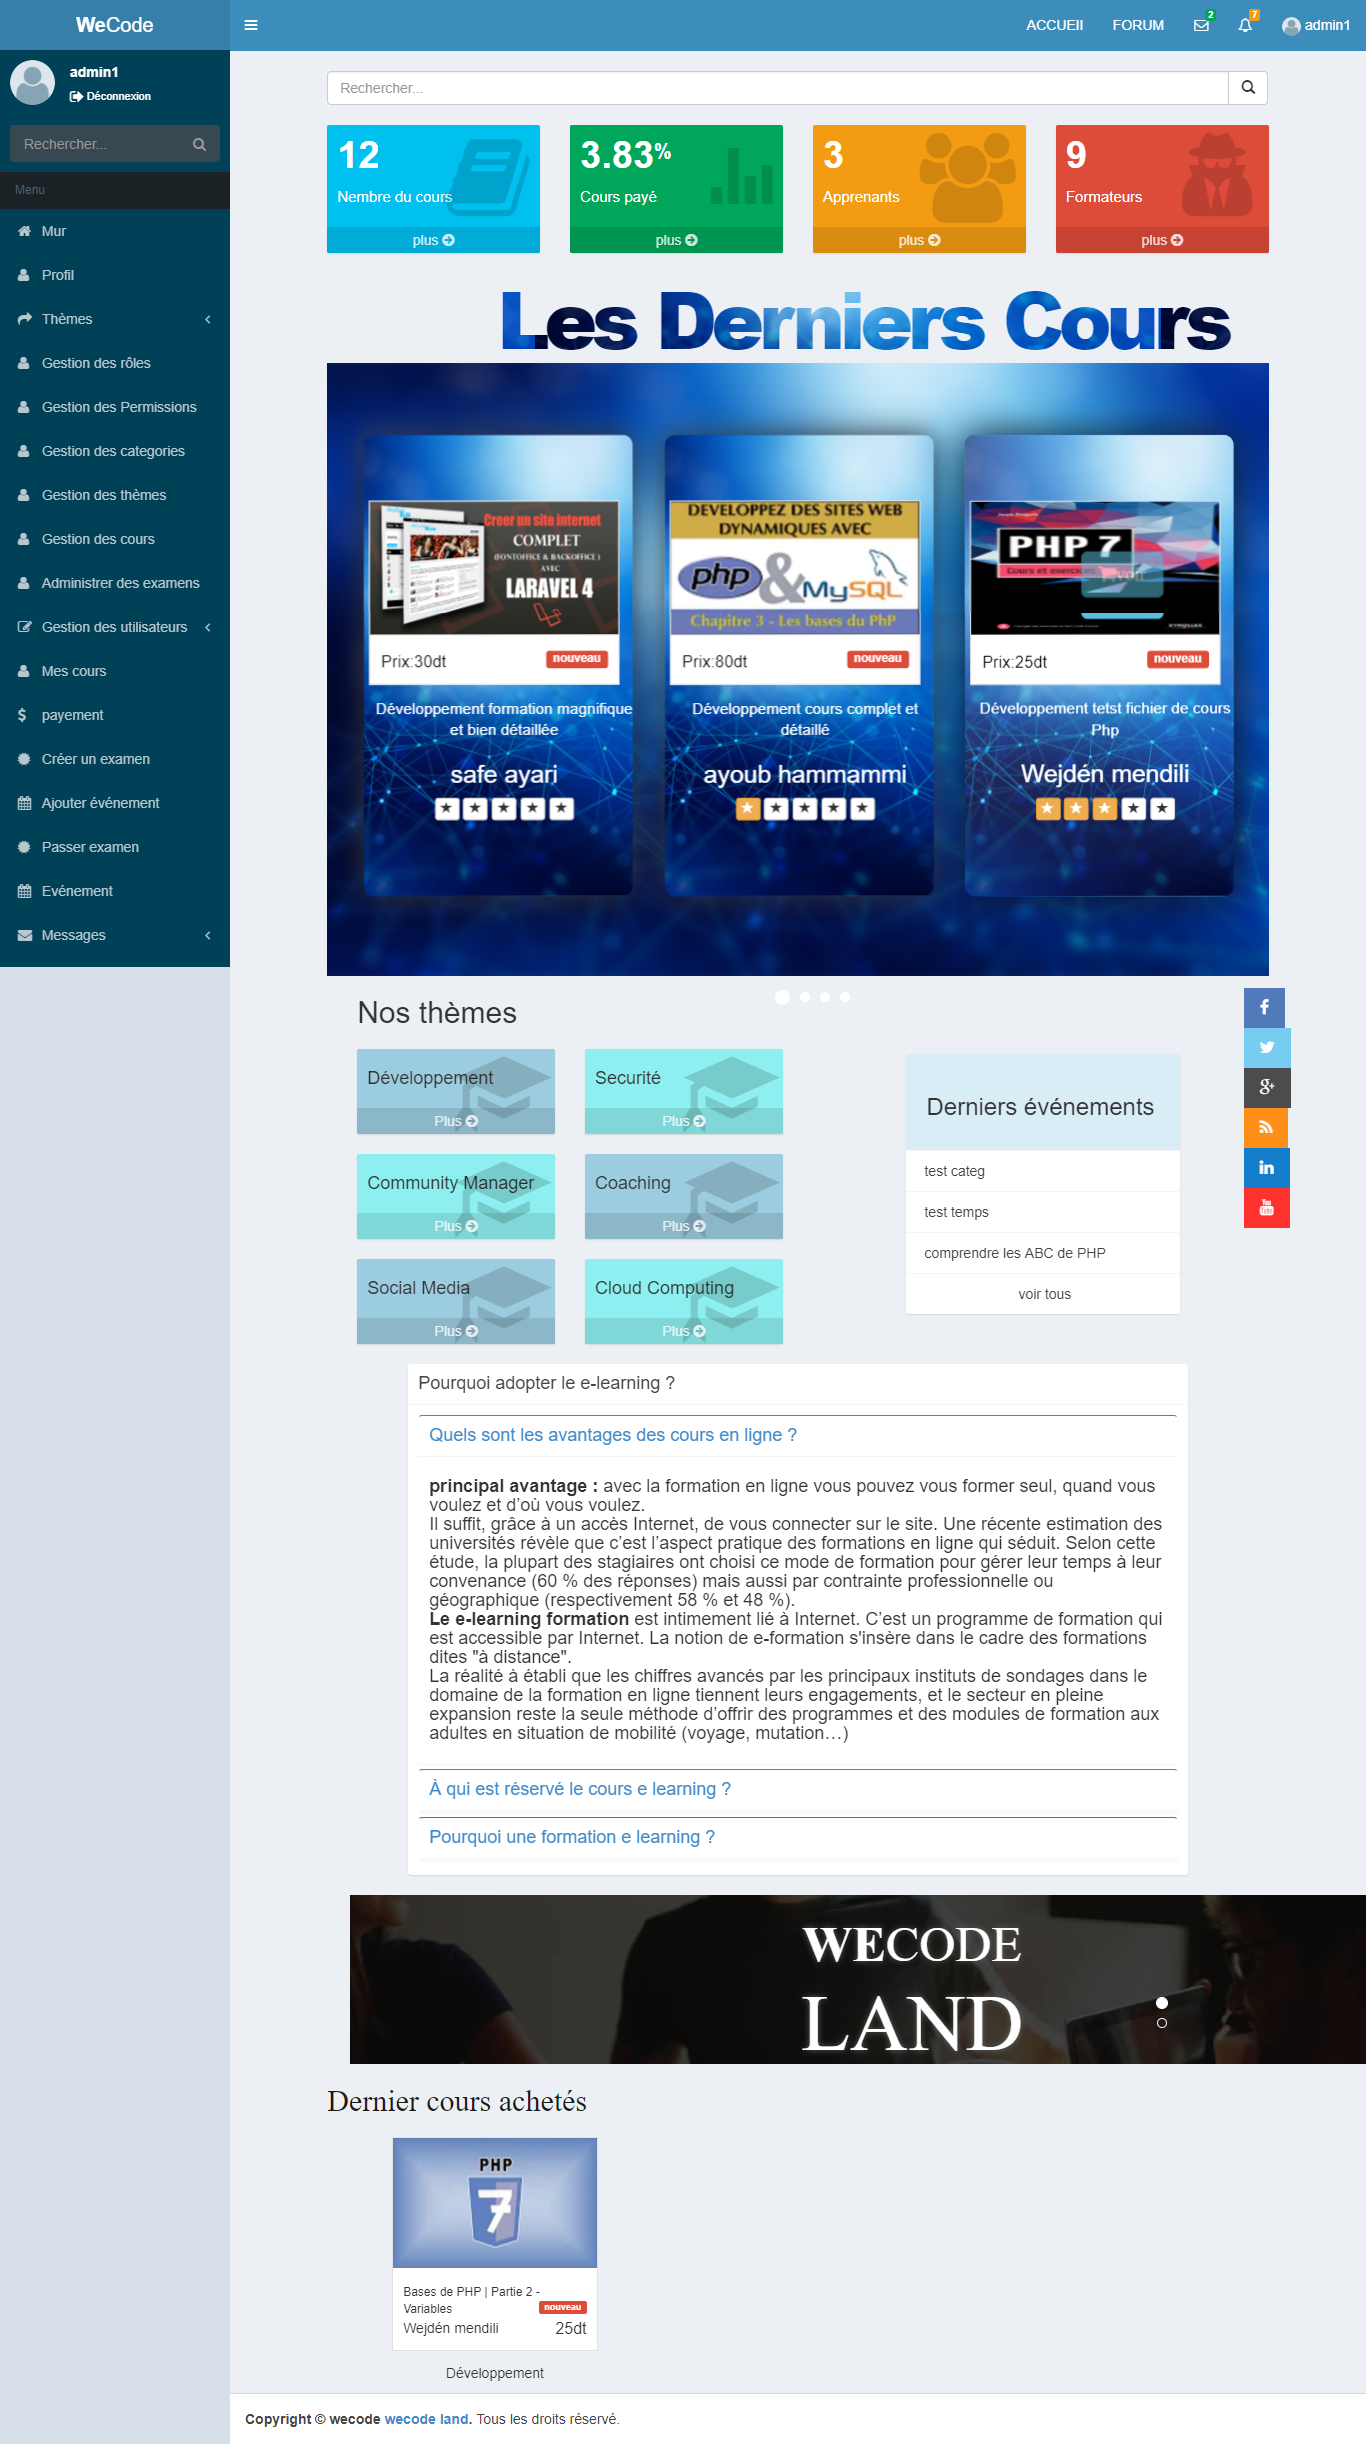 WeCode
ACCUEIl
FORUM
2
7
admin1
admin1
Déconnexion
Rechercher...
Menu
Mur
Profil
Thèmes
Gestion des rôles
Gestion des Permissions
Gestion des categories
Gestion des thèmes
Gestion des cours
Administrer des examens
Gestion des utilisateurs
Mes cours
payement
Créer un examen
Ajouter événement
Passer examen
Evénement
Messages
Rechercher...
12
Nembre du cours
plus
3.83%
Cours payé
plus
3
Apprenants
plus
9
Formateurs
plus
Les Derniers Cours
Creer un site internet
COMPLET
(FONTOFFICE & BACKOFFICE )
AVEC
LARAVEL 4
Prix:30dt
nouveau
Développement formation magnifique
et bien détaillée
safe ayari
DEVELOPPEZ DES SITES WEB
DYNAMIQUES AVEC
php & MySQL
Chapitre 3 - Les bases du PhP
Prix:80dt
nouveau
Développement cours complet et
détaillé
ayoub hammammi
PHP 7
Cours et exercices
EYROLLES
Prix:25dt
nouveau
Développement tetst fichier de cours
Php
Wejdén mendili
Nos thèmes
Développement
Plus
Securité
Plus
Community Manager
Plus
Coaching
Plus
Social Media
Plus
Cloud Computing
Plus
Derniers événements
test categ
test temps
comprendre les ABC de PHP
voir tous
You
Tube
Pourquoi adopter le e-learning ?
Quels sont les avantages des cours en ligne ?
principal avantage : avec la formation en ligne vous pouvez vous former seul, quand vous
voulez et d’où vous voulez.
Il suffit, grâce à un accès Internet, de vous connecter sur le site. Une récente estimation des
universités révèle que c’est l’aspect pratique des formations en ligne qui séduit. Selon cette
étude, la plupart des stagiaires ont choisi ce mode de formation pour gérer leur temps à leur
convenance (60 % des réponses) mais aussi par contrainte professionnelle ou
géographique (respectivement 58 % et 48 %).
Le e-learning formation est intimement lié à Internet. C’est un programme de formation qui
est accessible par Internet. La notion de e-formation s'insère dans le cadre des formations
dites "à distance".
La réalité à établi que les chiffres avancés par les principaux instituts de sondages dans le
domaine de la formation en ligne tiennent leurs engagements, et le secteur en pleine
expansion reste la seule méthode d’offrir des programmes et des modules de formation aux
adultes en situation de mobilité (voyage, mutation…)
À qui est réservé le cours e learning ?
Pourquoi une formation e learning ?
WECODE
LAND
Dernier cours achetés
PHP
7
Bases de PHP | Partie 2 -
Variables
nouveau
Wejdén mendili
25dt
Développement
Copyright © wecode wecode land. Tous les droits réservé.